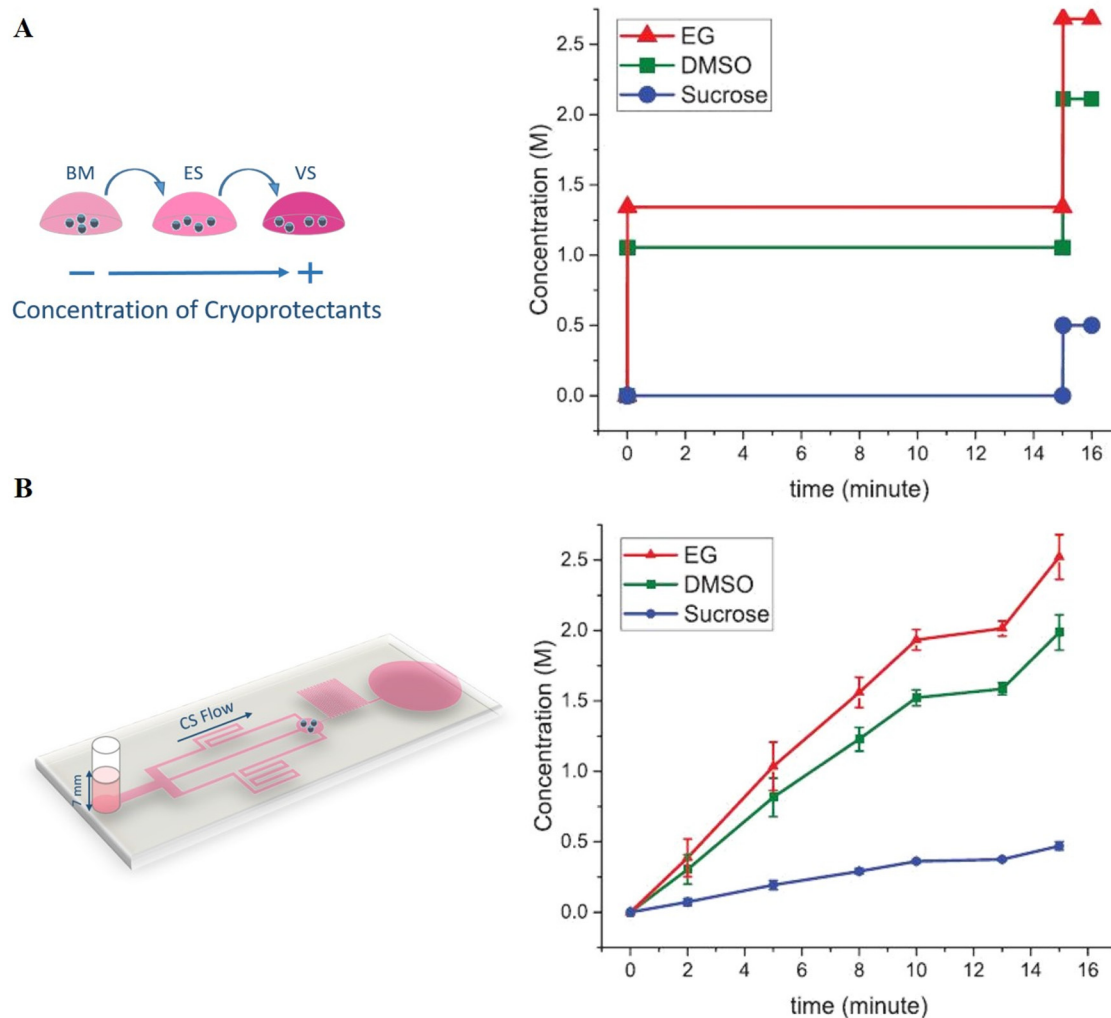 A
BM ES VS
− +
Concentration of Cryoprotectants
EG
DMSO
Sucrose
Concentration (M)
2.5
2.0
1.5
1.0
0.5
0.0
0 2 4 6 8 10 12 14 16
time (minute)
B
CS Flow
7 mm
EG
DMSO
Sucrose
Concentration (M)
2.5
2.0
1.5
1.0
0.5
0.0
0 2 4 6 8 10 12 14 16
time (minute)